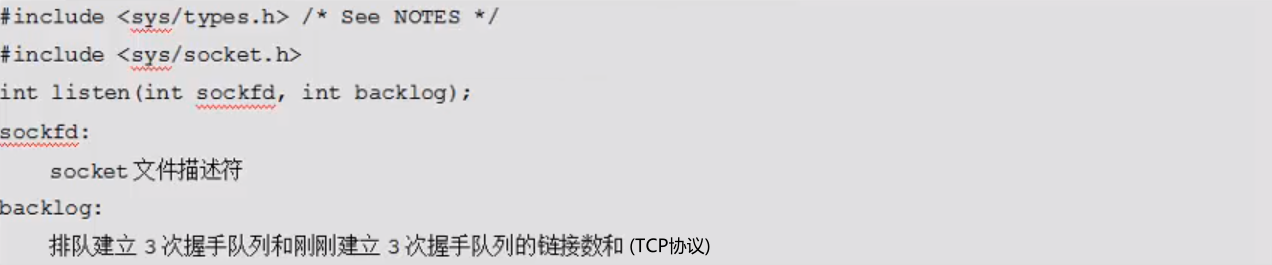 #include <sys/types.h> /* See NOTES */
#include <sys/socket.h>
int listen(int sockfd, int backlog);
sockfd:
socket 文件描述符
backlog:
排队建立 3 次握手队列和刚刚建立 3 次握手队列的链接数和 (TCP协议)